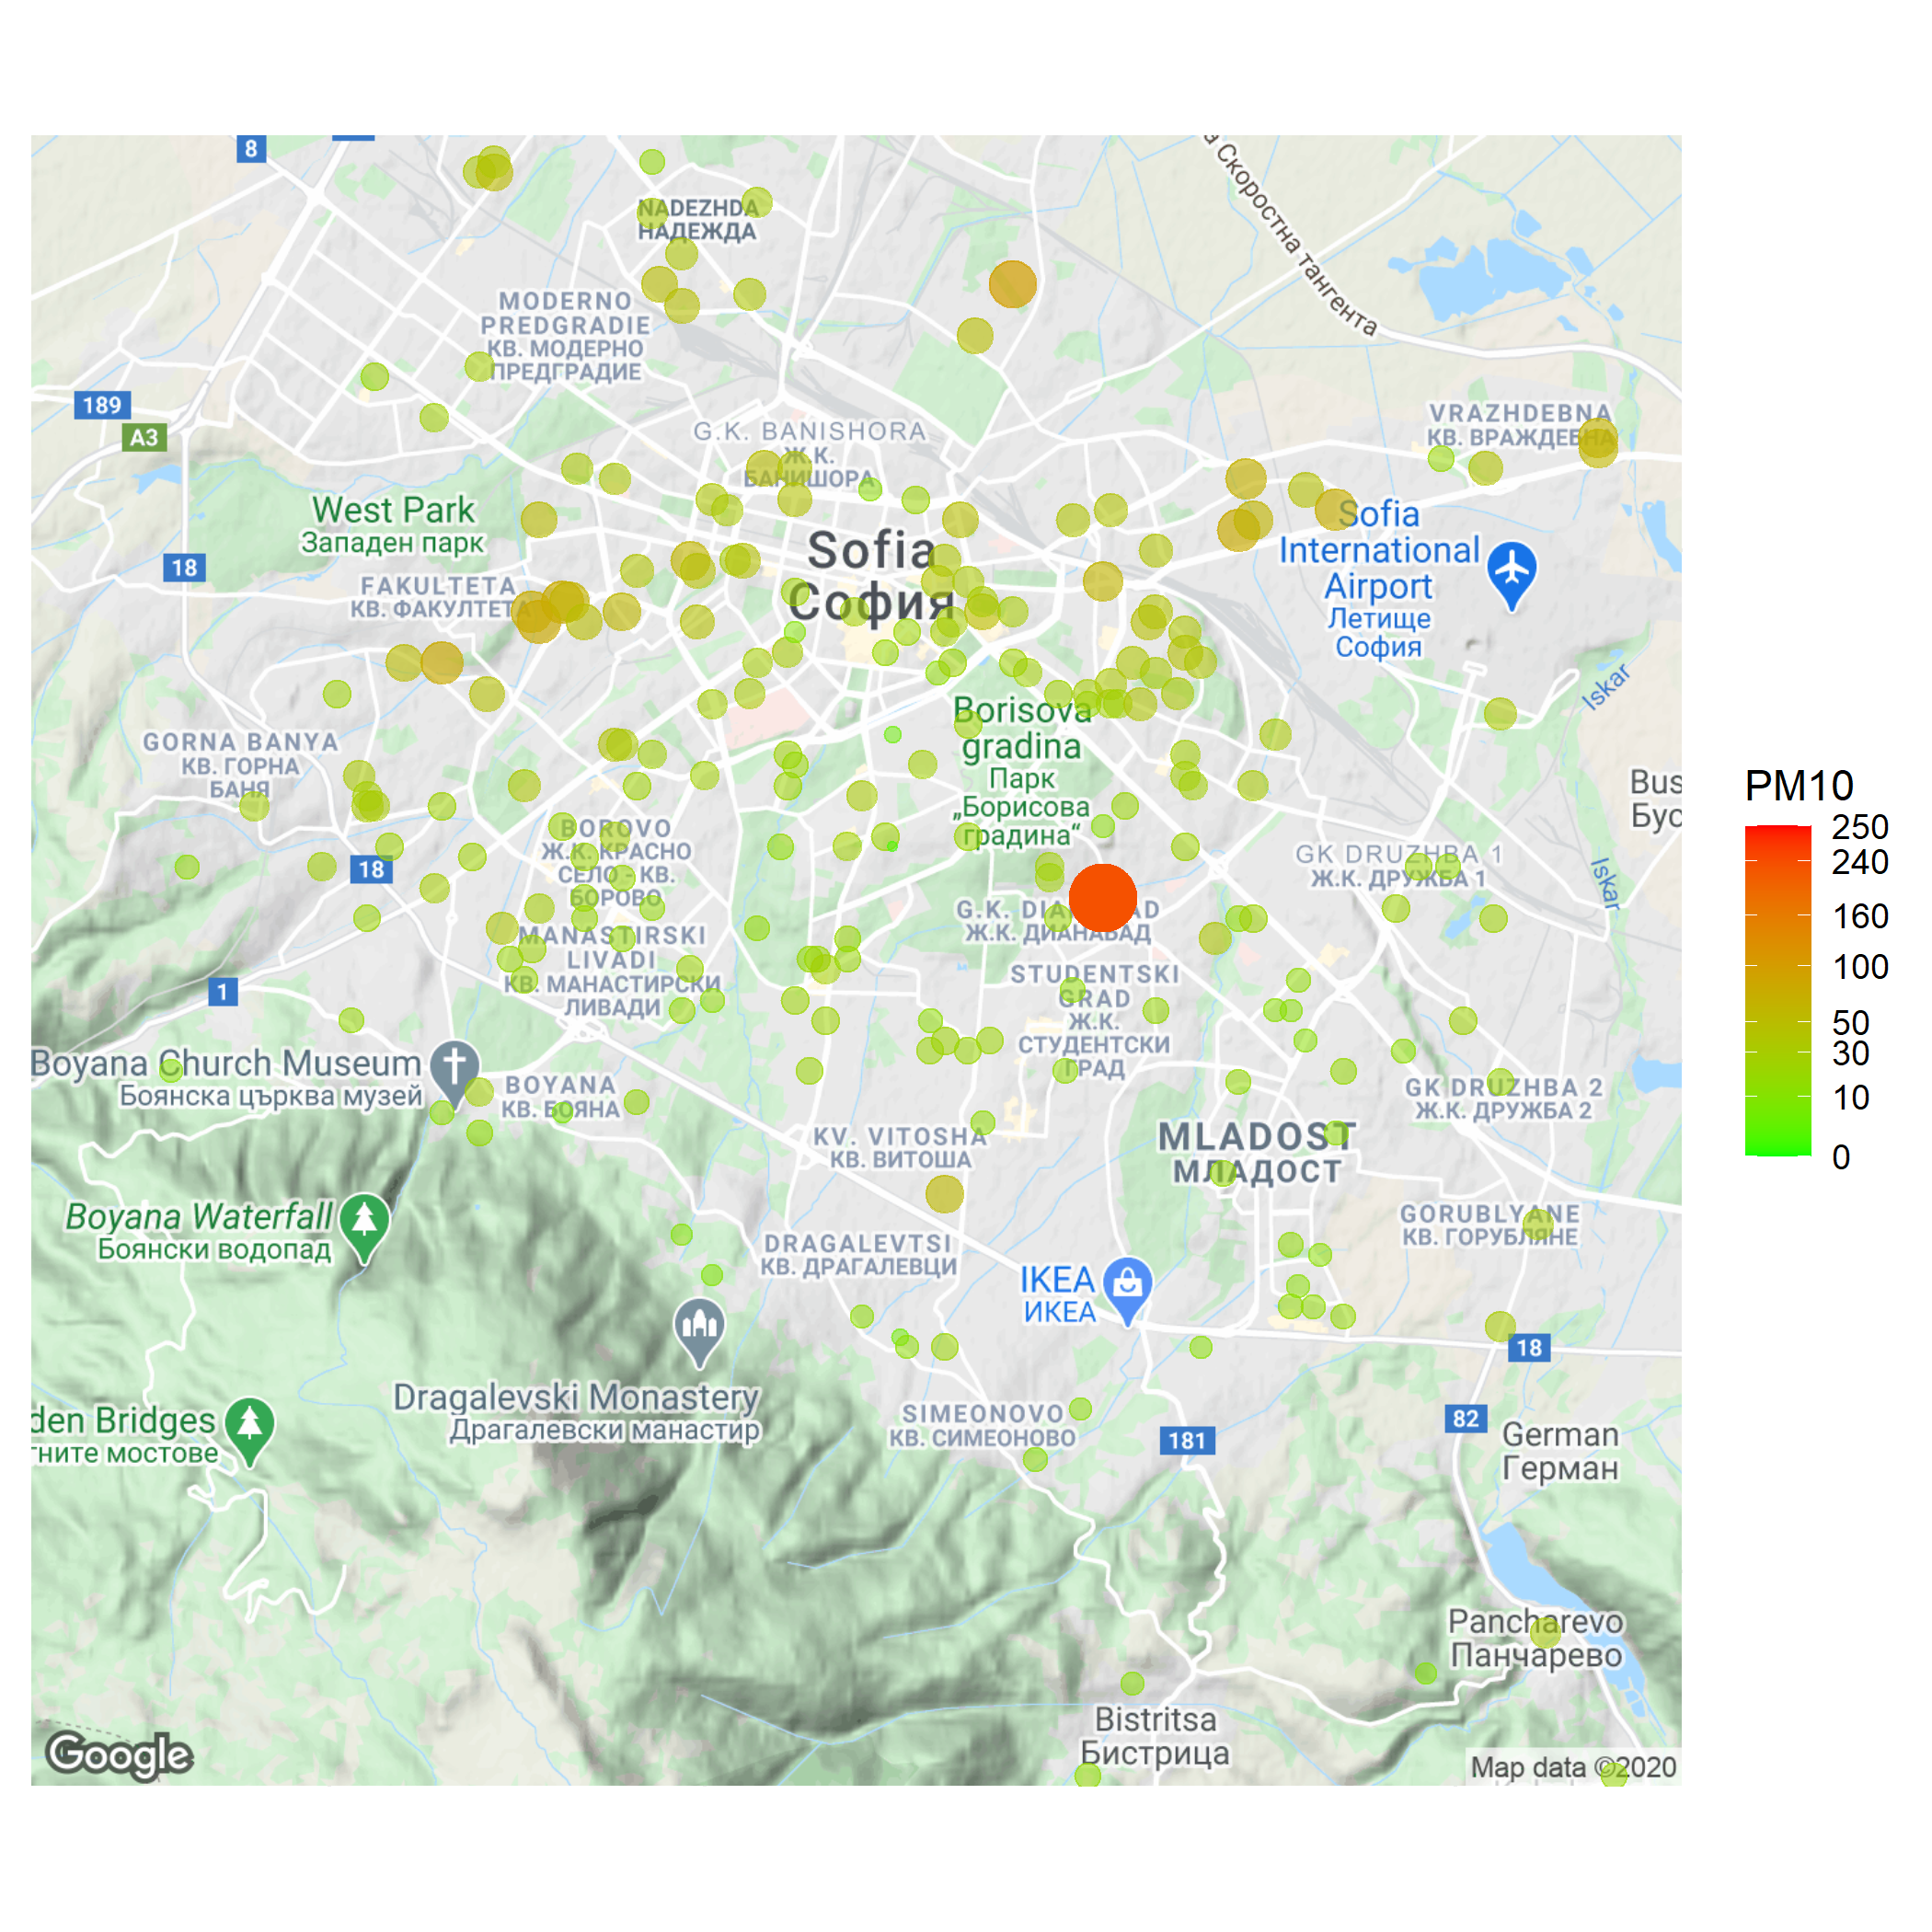 8
а Скоростна тангента
NADEZHDA
НАДЕЖДА
MODERNO
PREDGRADIE
КВ. МОДЕРНО
ПРЕДГРАДИЕ
189
A3
VRAZHDEBNA
КВ. ВРАЖДЕБНА
G.K. BANISHORA
Ж.К.
БАНИШОРА
West Park
Западен парк
Sofia
София
Sofia
International
Airport
Летище
София
18
FAKULTETA
КВ. ФАКУЛТЕТА
Iskar
Borisova
gradina
Парк
„Борисова
градина“
GORNA BANYA
КВ. ГОРНА
БАНЯ
Bus
Бус
PM10
250
240
160
100
50
30
10
0
BOROVO
Ж.К. КРАСНО
СЕЛО - КВ.
БОРОВО
18
GK DRUZHBA 1
Ж.К. ДРУЖБА 1
Iskar
G.K. DIANABAD
Ж.К. ДИАНАБАД
MANASTIRSKI
LIVADI
КВ. МАНАСТИРСКИ
ЛИВАДИ
STUDENTSKI
GRAD
Ж.К.
СТУДЕНТСКИ
ГРАД
1
Boyana Church Museum
Боянска църква музей
BOYANA
КВ. БОЯНА
GK DRUZHBA 2
Ж.К. ДРУЖБА 2
KV. VITOSHA
КВ. ВИТОША
MLADOST
МЛАДОСТ
Boyana Waterfall
Боянски водопад
GORUBLYANE
КВ. ГОРУБЛЯНЕ
DRAGALEVTSI
КВ. ДРАГАЛЕВЦИ
IKEA
ИКЕА
18
Dragalevski Monastery
Драгалевски манастир
den Bridges
гните мостове
SIMEONOVO
КВ. СИМЕОНОВО
181
82
German
Герман
Pancharevo
Панчарево
Bistritsa
Бистрица
Google
Map data ©2020